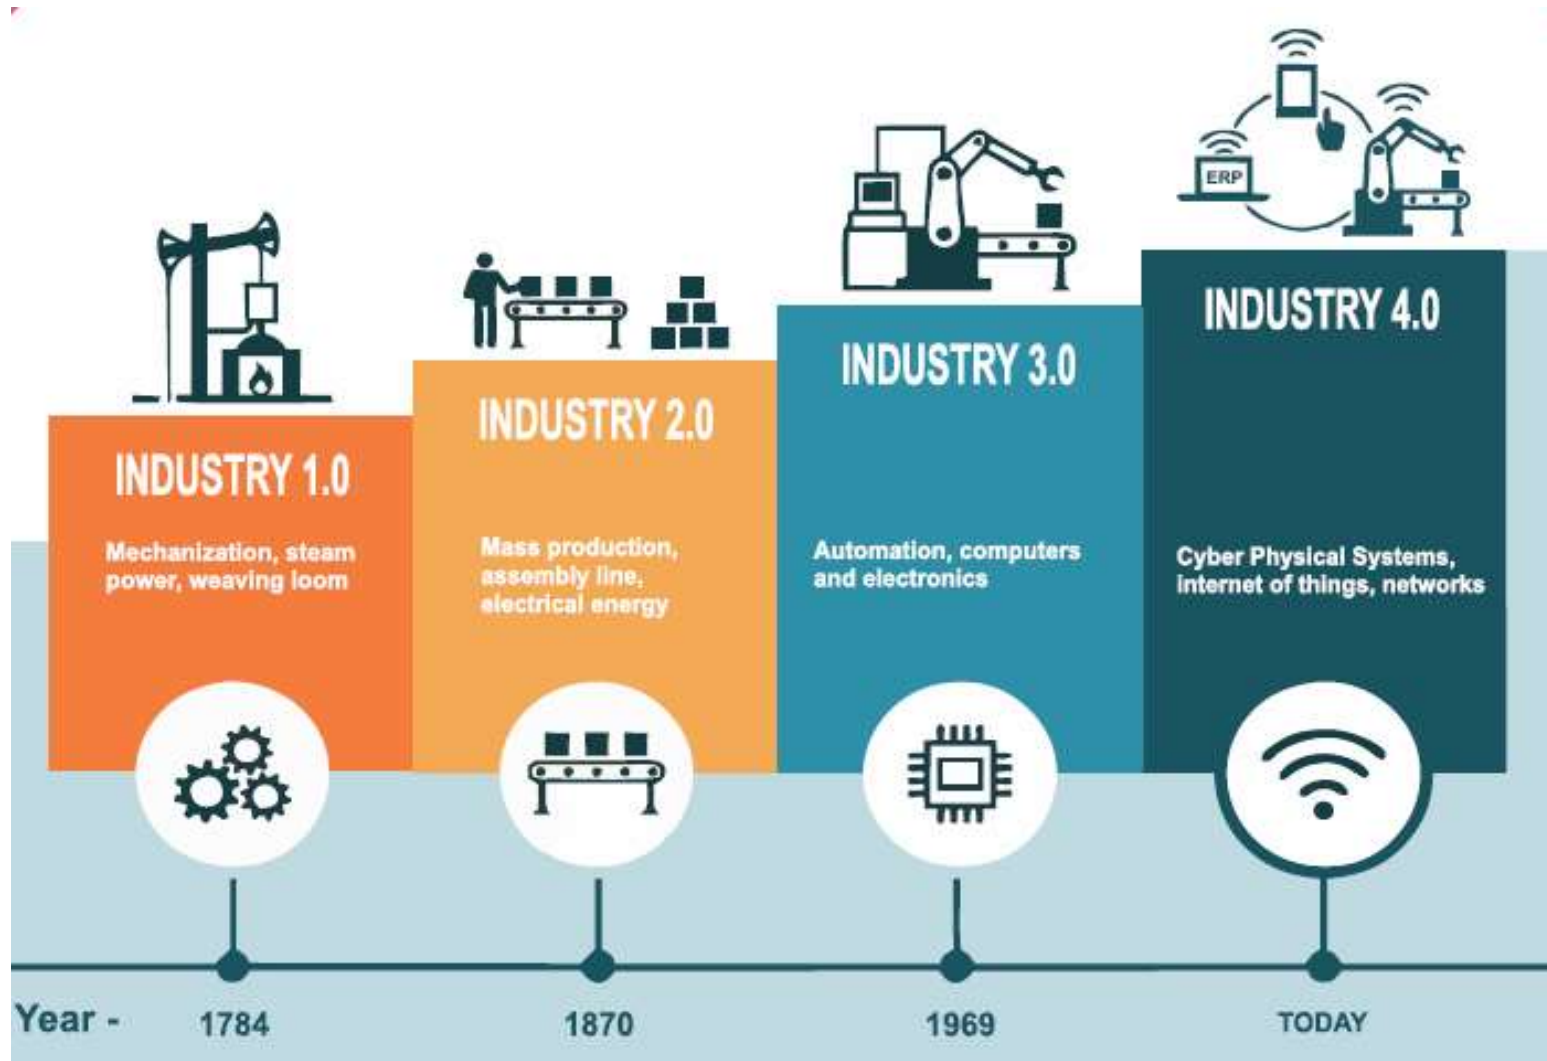 ERP
INDUSTRY 1.0
Mechanization, steam
power, weaving loom
INDUSTRY 2.0
Mass production,
assembly line,
electrical energy
INDUSTRY 3.0
Automation, computers
and electronics
INDUSTRY 4.0
Cyber Physical Systems,
internet of things, networks
Year -
1784
1870
1969
TODAY